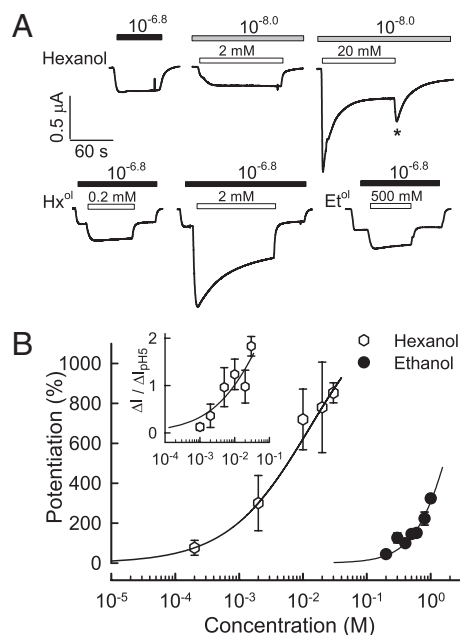 A
10^-6.8
10^-8.0
10^-8.0
Hexanol
2 mM
20 mM
0.5 µA
60 s
*
10^-6.8
10^-6.8
10^-6.8
Hx^ol
0.2 mM
2 mM
Et^ol
500 mM
B
Hexanol
Ethanol
ΔI / ΔI_pH5
2
1
0
10^-4 10^-3 10^-2 10^-1
Potentiation (%)
1000
800
600
400
200
0
10^-5 10^-4 10^-3 10^-2 10^-1 10^0
Concentration (M)